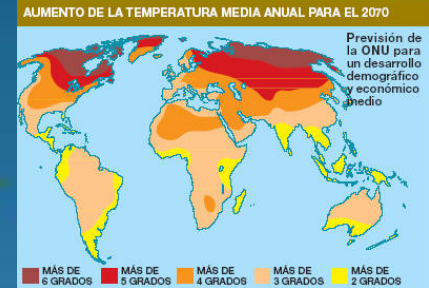 AUMENTO DE LA TEMPERATURA MEDIA ANUAL PARA EL 2070
Previsión de
la ONU para
un desarrollo
demográfico
y económico
medio
MÁS DE
6 GRADOS
MÁS DE
5 GRADOS
MÁS DE
4 GRADOS
MÁS DE
3 GRADOS
MÁS DE
2 GRADOS